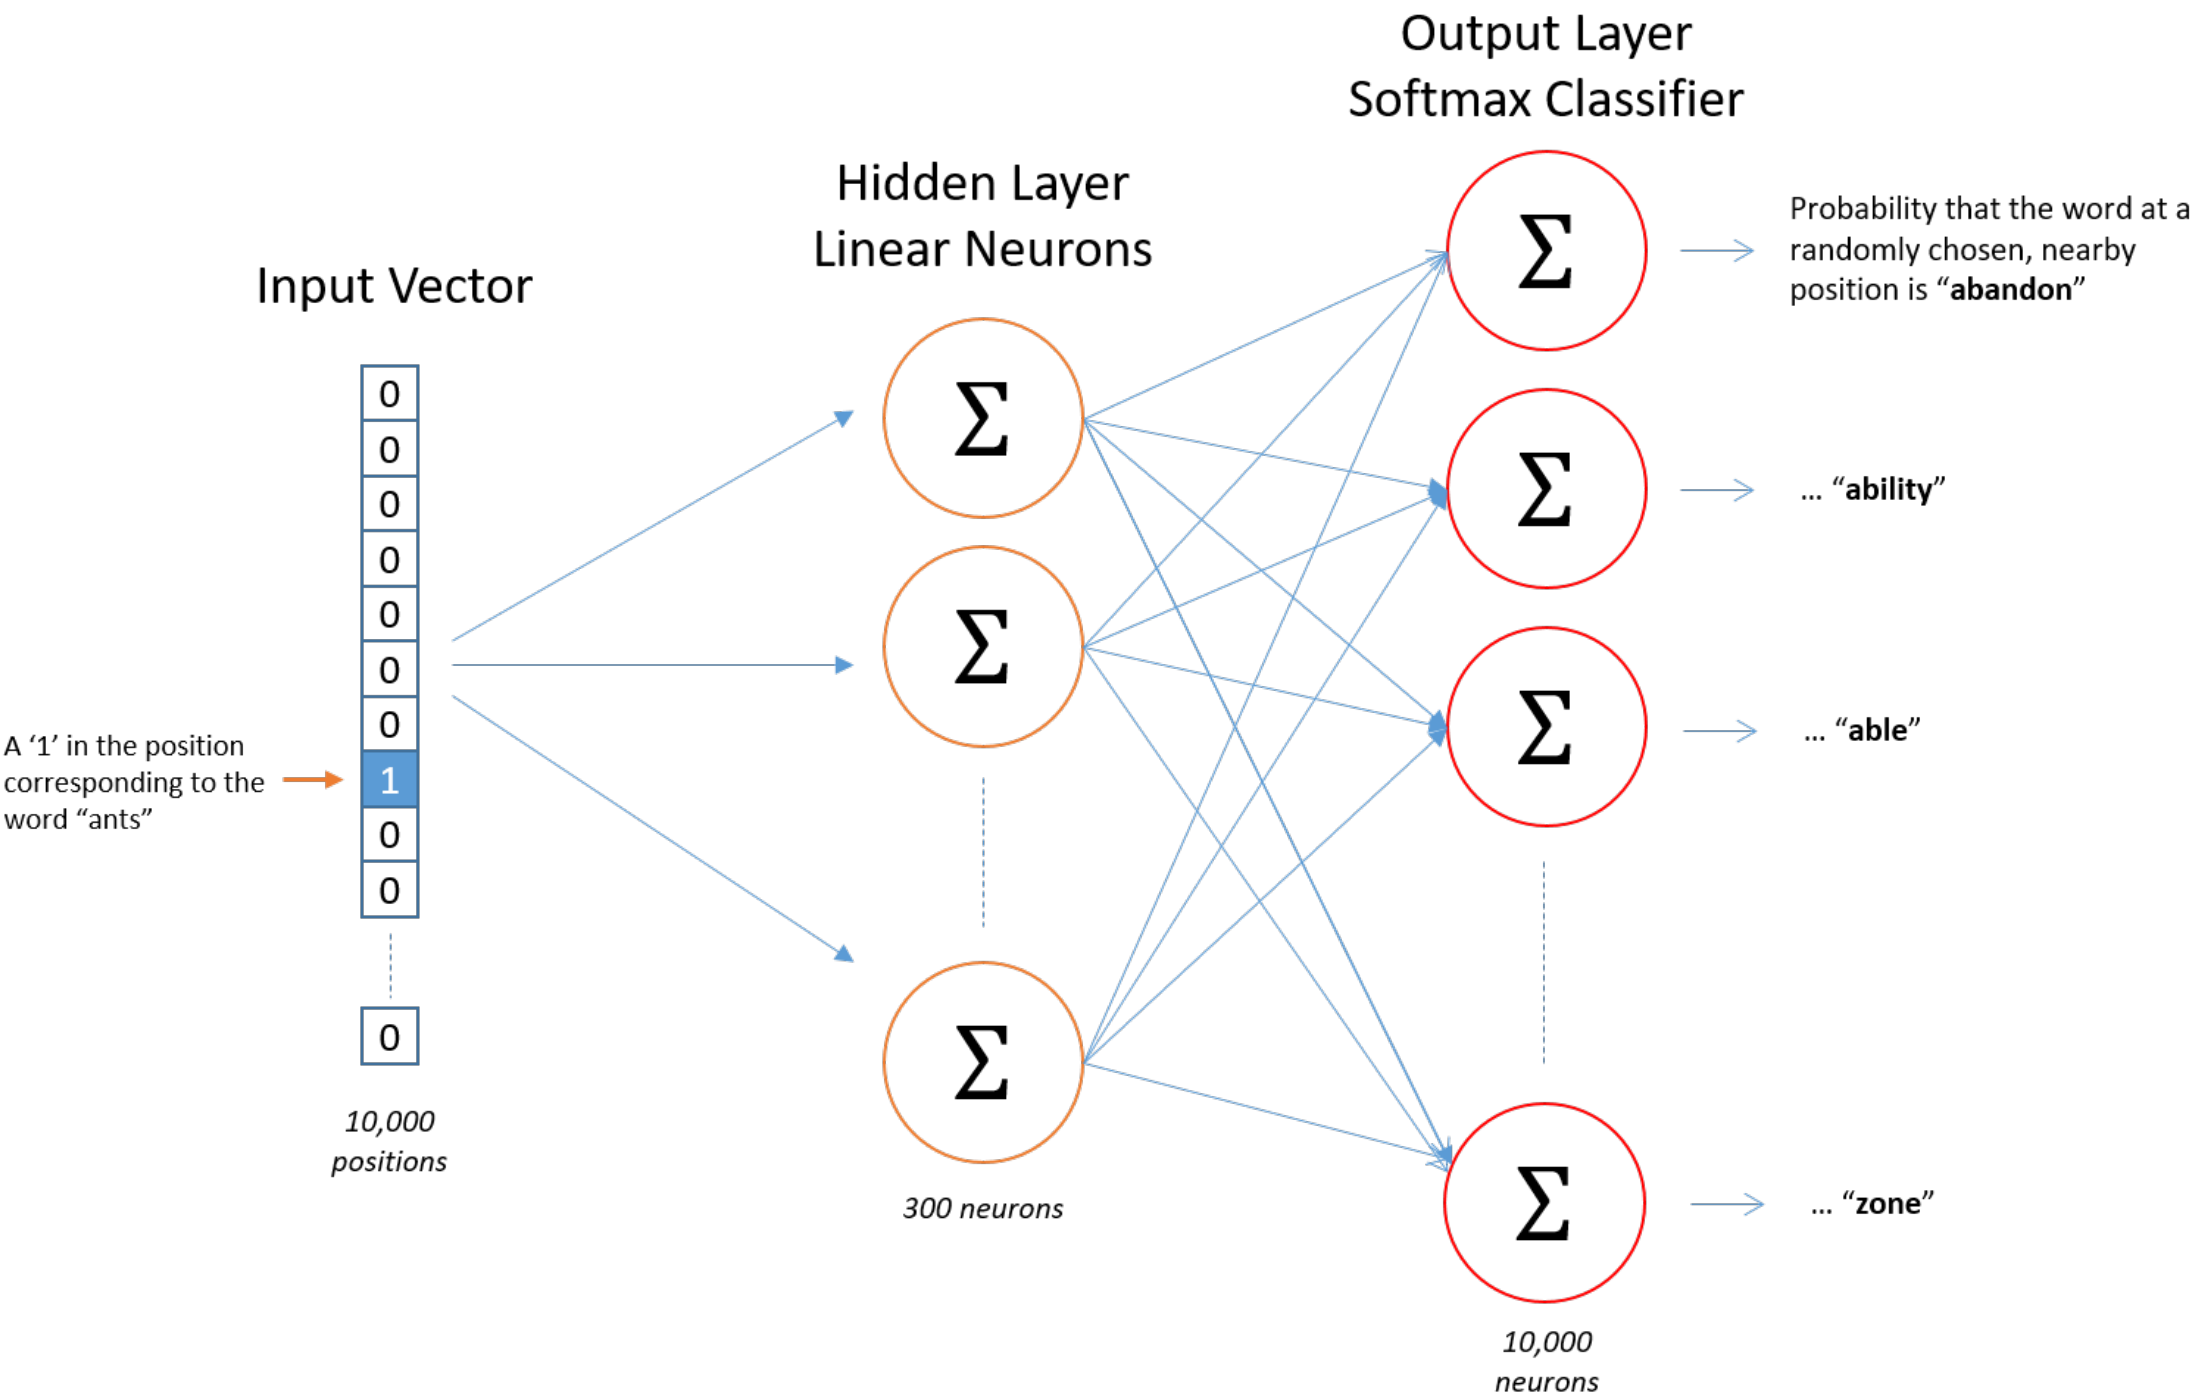 Output Layer
Softmax Classifier
Hidden Layer
Linear Neurons
Input Vector
0
0
0
0
0
0
0
1
0
0
0
A ‘1’ in the position
corresponding to the
word “ants”
10,000
positions
Σ
Σ
Σ
300 neurons
Σ
Σ
Σ
Σ
10,000
neurons
Probability that the word at a
randomly chosen, nearby
position is “abandon”
... “ability”
... “able”
... “zone”